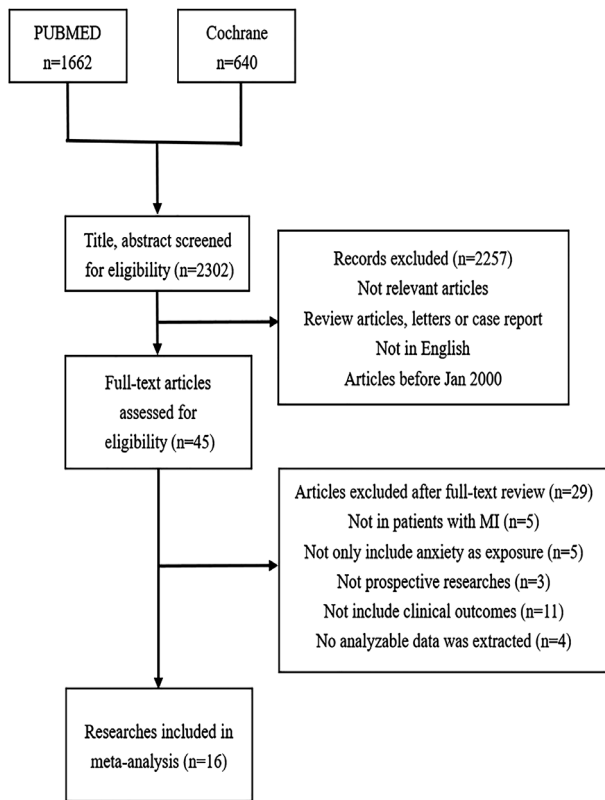 PUBMED
n=1662
Cochrane
n=640
Title, abstract screened
for eligibility (n=2302)
Records excluded (n=2257)
Not relevant articles
Review articles, letters or case report
Not in English
Articles before Jan 2000
Full-text articles
assessed for
eligibility (n=45)
Articles excluded after full-text review (n=29)
Not in patients with MI (n=5)
Not only include anxiety as exposure (n=5)
Not prospective researches (n=3)
Not include clinical outcomes (n=11)
No analyzable data was extracted (n=4)
Researches included in
meta-analysis (n=16)